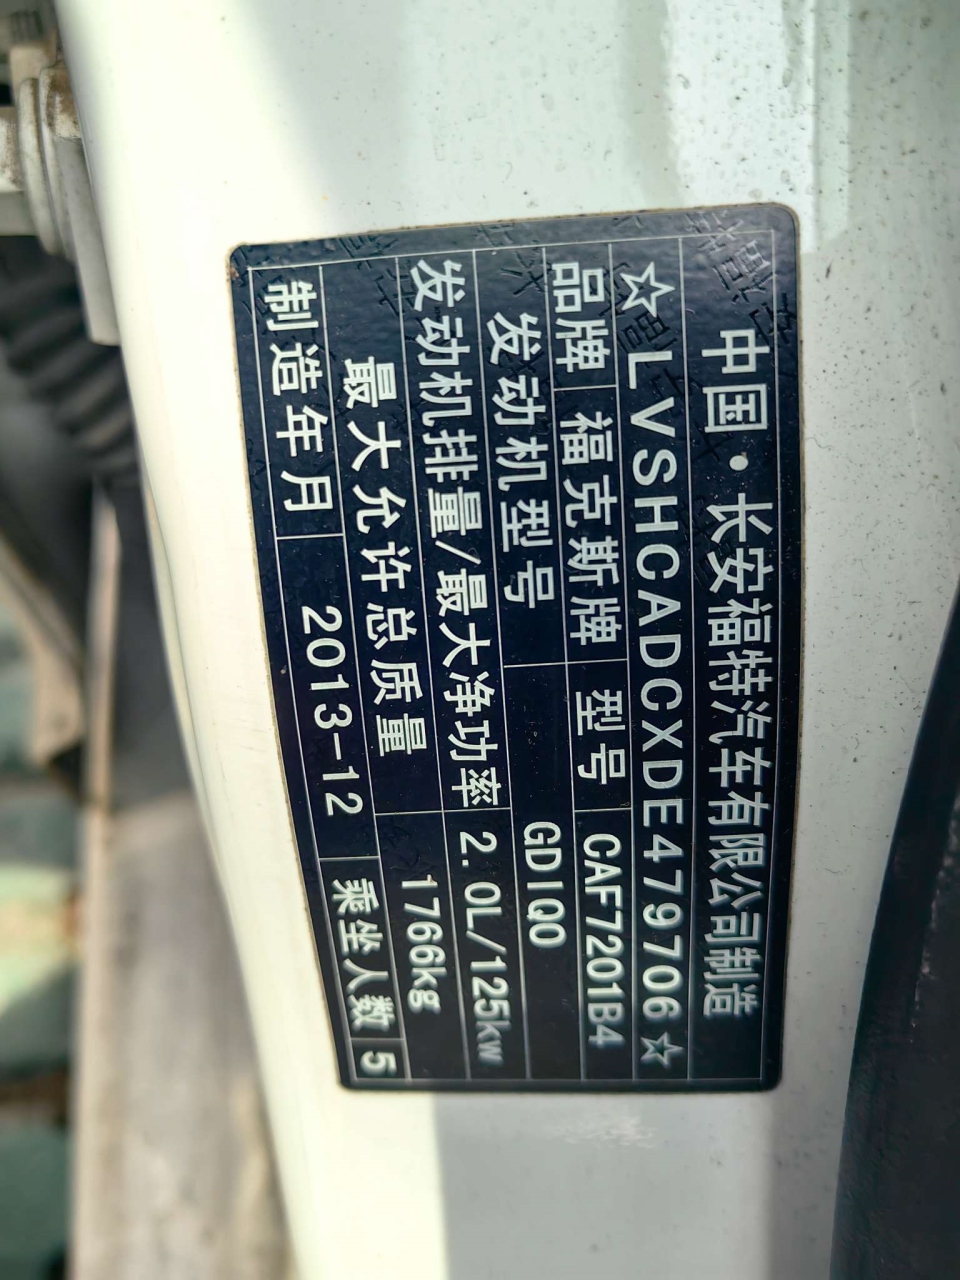 中国·长安福特汽车有限公司制造
☆LVSHCADCXDE479706☆
品牌 福克斯牌 型号 CAF7201B4
发动机型号 GDIQ0
发动机排量/最大净功率 2.0L/125kw
最大允许总质量 1766kg
制造年月 2013-12 乘坐人数 5